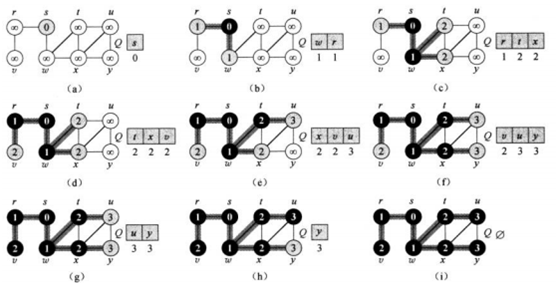 r s t u
∞ 0 ∞ ∞
Q s
∞ ∞ ∞ ∞
0
v w x y
(a)
r s t u
1 0 ∞ ∞
Q w r
∞ 1 ∞ ∞
1 1
v w x y
(b)
r s t u
1 0 2 ∞
Q r t x
∞ 1 2 ∞
1 2 2
v w x y
(c)
r s t u
1 0 2 ∞
Q t x v
2 1 2 ∞
2 2 2
v w x y
(d)
r s t u
1 0 2 3
Q x v u
2 1 2 ∞
2 2 3
v w x y
(e)
r s t u
1 0 2 3
Q v u y
2 1 2 3
2 3 3
v w x y
(f)
r s t u
1 0 2 3
Q u y
2 1 2 3
3 3
v w x y
(g)
r s t u
1 0 2 3
Q y
2 1 2 3
3
v w x y
(h)
r s t u
1 0 2 3
Q ∅
2 1 2 3
v w x y
(i)